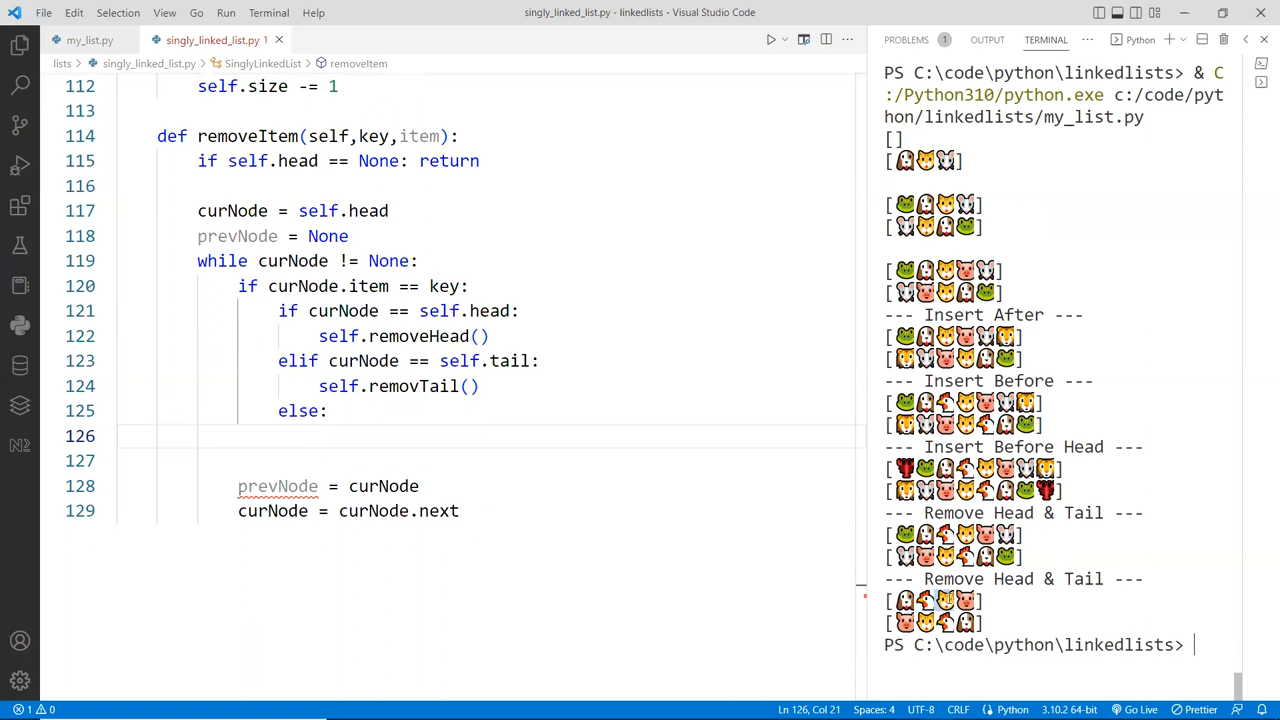 File Edit Selection View Go Run Terminal Help singly_linked_list.py - linkedlists - Visual Studio Code
my_list.py singly_linked_list.py 1
lists > singly_linked_list.py > SinglyLinkedList > removeItem
112 self.size -= 1
113
114 def removeItem(self,key,item):
115 if self.head == None: return
116
117 curNode = self.head
118 prevNode = None
119 while curNode != None:
120 if curNode.item == key:
121 if curNode == self.head:
122 self.removeHead()
123 elif curNode == self.tail:
124 self.removTail()
125 else:
126
127
128 prevNode = curNode
129 curNode = curNode.next
PROBLEMS 1 OUTPUT TERMINAL Python
PS C:\code\python\linkedlists> & C
:/Python310/python.exe c:/code/pyt
hon/linkedlists/my_list.py
[]
[🐶🐱🐭]
[🐸🐶🐱🐭]
[🐭🐱🐶🐸]
[🐸🐶🐱🐷🐭]
[🐭🐷🐱🐶🐸]
--- Insert After ---
[🐸🐶🐱🐷🐭🐯]
[🐯🐭🐷🐱🐶🐸]
--- Insert Before ---
[🐸🐶🐔🐱🐷🐭🐯]
[🐯🐭🐷🐱🐔🐶🐸]
--- Insert Before Head ---
[🦞🐸🐶🐔🐱🐷🐭🐯]
[🐯🐭🐷🐱🐔🐶🐸🦞]
--- Remove Head & Tail ---
[🐸🐶🐔🐱🐷🐭]
[🐭🐷🐱🐔🐶🐸]
--- Remove Head & Tail ---
[🐶🐔🐱🐷]
[🐷🐱🐔🐶]
PS C:\code\python\linkedlists>
1 0 Ln 126, Col 21 Spaces: 4 UTF-8 CRLF Python 3.10.2 64-bit Go Live Prettier